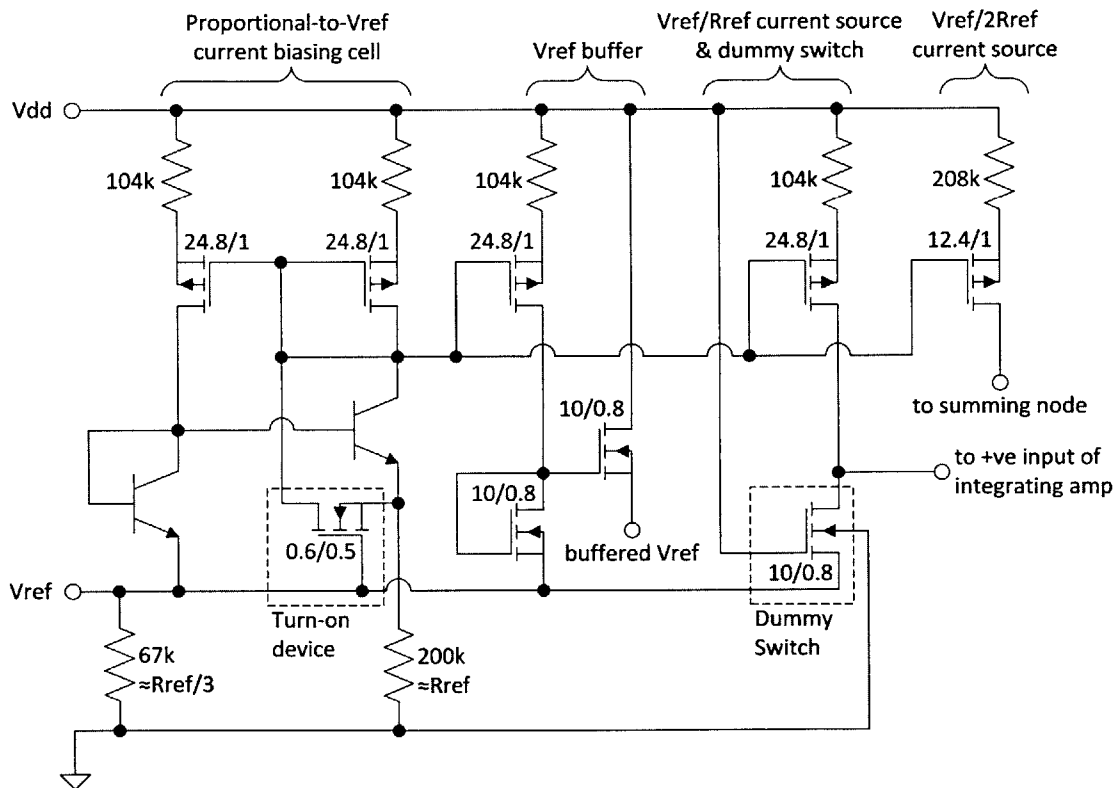 Proportional-to-Vref
current biasing cell
Vref buffer
Vref/Rref current source
& dummy switch
Vref/2Rref
current source
Vdd
104k
104k
104k
104k
208k
24.8/1
24.8/1
24.8/1
24.8/1
12.4/1
to summing node
10/0.8
to +ve input of
integrating amp
10/0.8
buffered Vref
0.6/0.5
10/0.8
Vref
Turn-on
device
Dummy
Switch
67k
≈Rref/3
200k
≈Rref